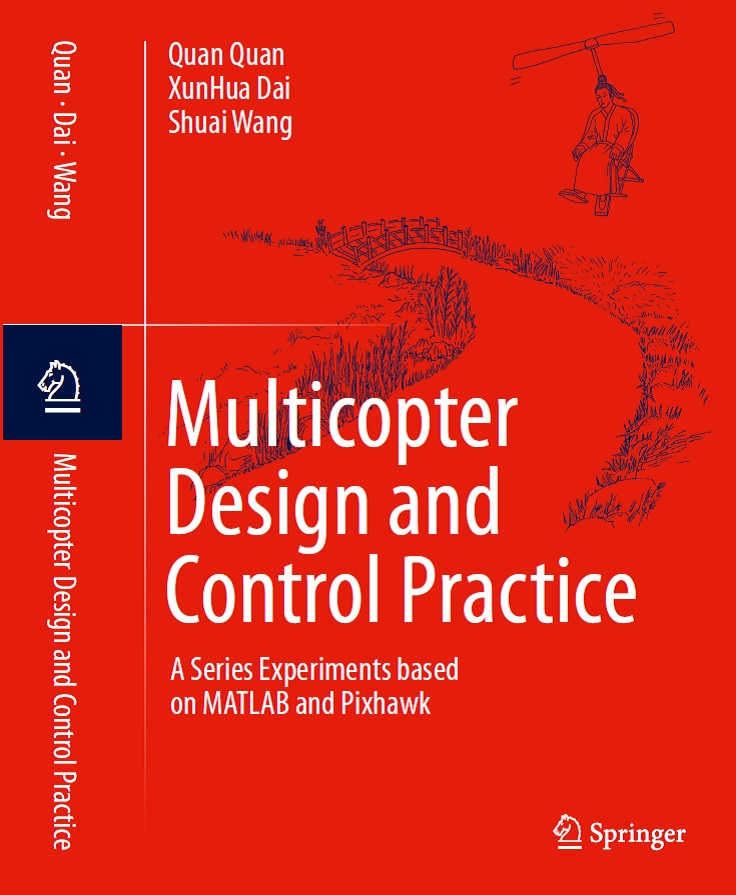 Quan · Dai · Wang
Multicopter Design and Control Practice
Quan Quan
XunHua Dai
Shuai Wang
Multicopter
Design and
Control Practice
A Series Experiments based
on MATLAB and Pixhawk
Springer